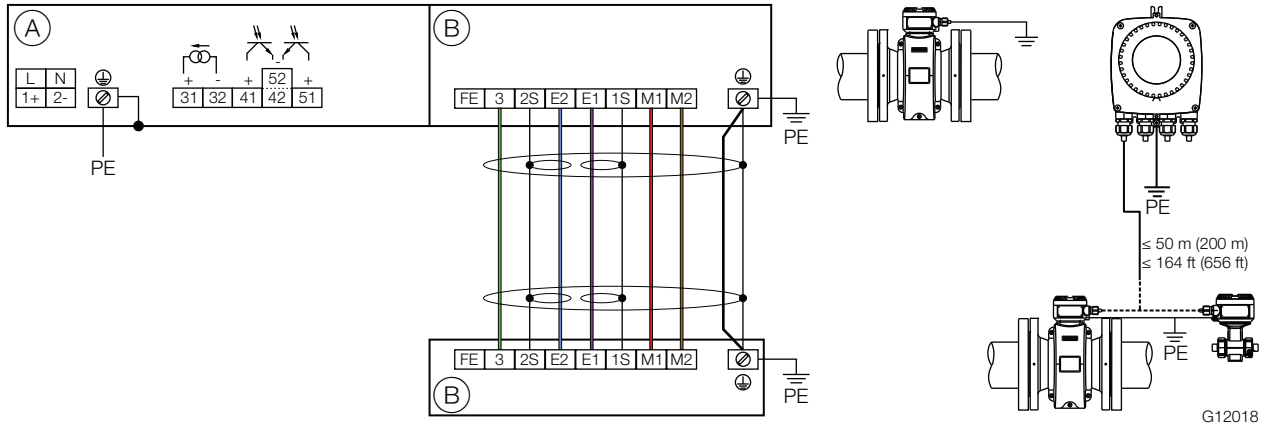 A
B
L N
1+ 2-
+ - + - +
52
31 32 41 42 51
PE
FE 3 2S E2 E1 1S M1 M2
PE
FE 3 2S E2 E1 1S M1 M2
PE
B
PE
≤ 50 m (200 m)
≤ 164 ft (656 ft)
PE
G12018